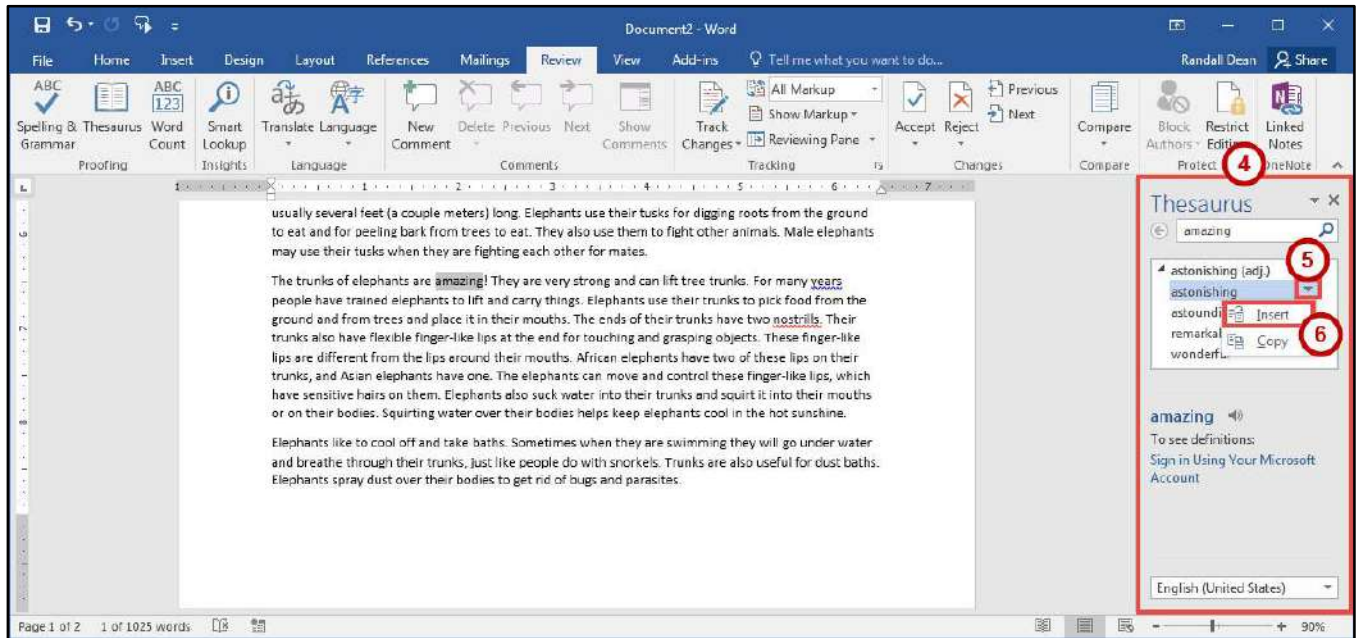 Document2 - Word
File Home Insert Design Layout References Mailings Review View Add-ins Tell me what you want to do... Randall Dean Share
ABC
Spelling & Grammar
Thesaurus
ABC 123
Word Count
Proofing
Smart Lookup
Insights
Translate
Language
Language
New Comment
Delete
Previous
Next
Show Comments
Comments
Track Changes
All Markup
Show Markup
Reviewing Pane
Tracking
Accept
Reject
Previous
Next
Changes
Compare
Compare
Block Authors
Restrict Editing
Protect
Linked Notes
OneNote
4
1 1 2 3 4 5 6 7
usually several feet (a couple meters) long. Elephants use their tusks for digging roots from the ground
to eat and for peeling bark from trees to eat. They also use them to fight other animals. Male elephants
may use their tusks when they are fighting each other for mates.
The trunks of elephants are amazing! They are very strong and can lift tree trunks. For many years
people have trained elephants to lift and carry things. Elephants use their trunks to pick food from the
ground and from trees and place it in their mouths. The ends of their trunks have two nostrills. Their
trunks also have flexible finger-like lips at the end for touching and grasping objects. These finger-like
lips are different from the lips around their mouths. African elephants have two of these lips on their
trunks, and Asian elephants have one. The elephants can move and control these finger-like lips, which
have sensitive hairs on them. Elephants also suck water into their trunks and squirt it into their mouths
or on their bodies. Squirting water over their bodies helps keep elephants cool in the hot sunshine.
Elephants like to cool off and take baths. Sometimes when they are swimming they will go under water
and breathe through their trunks, just like people do with snorkels. Trunks are also useful for dust baths.
Elephants spray dust over their bodies to get rid of bugs and parasites.
Thesaurus
amazing
5
astonishing (adj.)
astonishing
astoundi
Insert
remarkal
Copy
6
wonderfu
amazing
To see definitions:
Sign in Using Your Microsoft
Account
English (United States)
Page 1 of 2 1 of 1025 words 90%